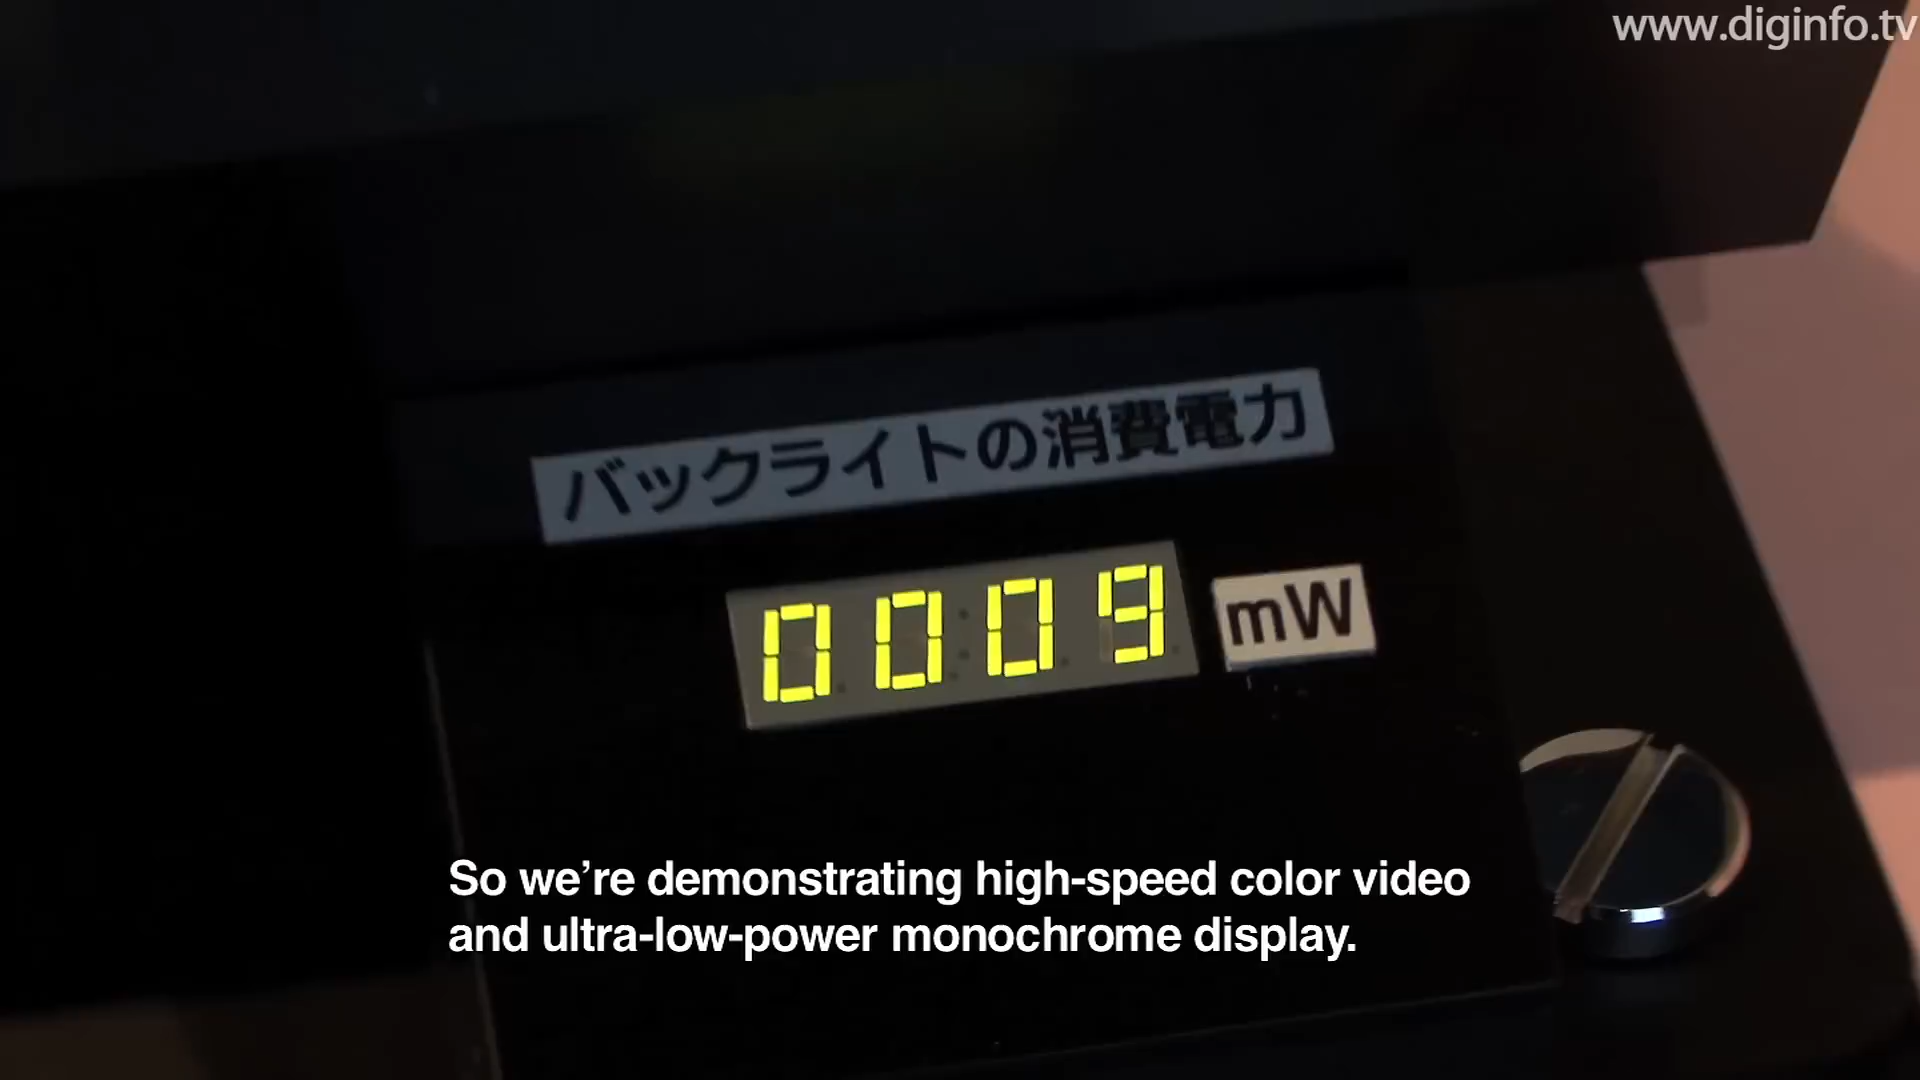 www.diginfo.tv
バックライトの消費電力
0009 mW
So we’re demonstrating high-speed color video
and ultra-low-power monochrome display.